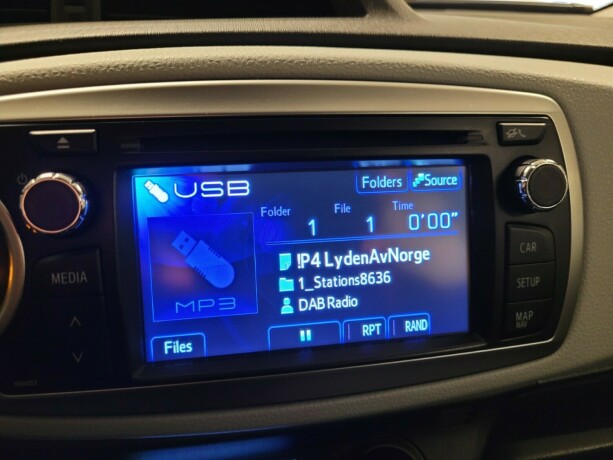 USB
Folders
Source
Folder
1
File
1
Time
0'00"
!P4 LydenAvNorge
1_Stations8636
DAB Radio
MP3
Files
RPT
RAND
MEDIA
CAR
SETUP
MAP
NAV